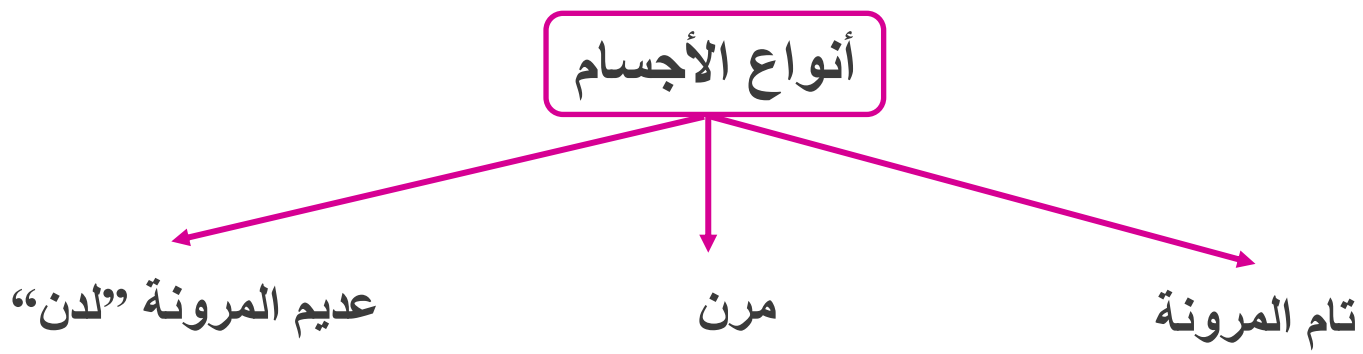 أنواع الأجسام
تام المرونة
مرن
عديم المرونة ”لدن“